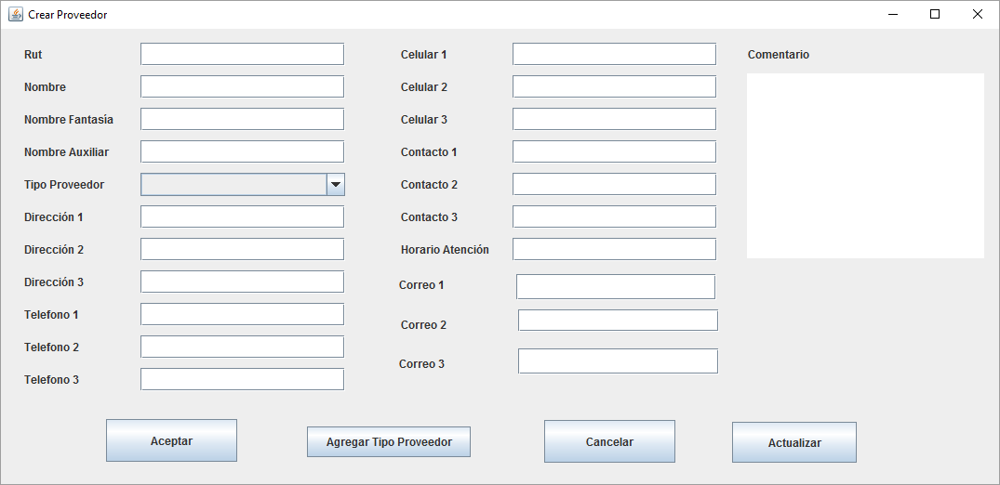 Crear Proveedor
Rut
Nombre
Nombre Fantasía
Nombre Auxiliar
Tipo Proveedor
Dirección 1
Dirección 2
Dirección 3
Telefono 1
Telefono 2
Telefono 3
Celular 1
Celular 2
Celular 3
Contacto 1
Contacto 2
Contacto 3
Horario Atención
Correo 1
Correo 2
Correo 3
Comentario
Aceptar
Agregar Tipo Proveedor
Cancelar
Actualizar